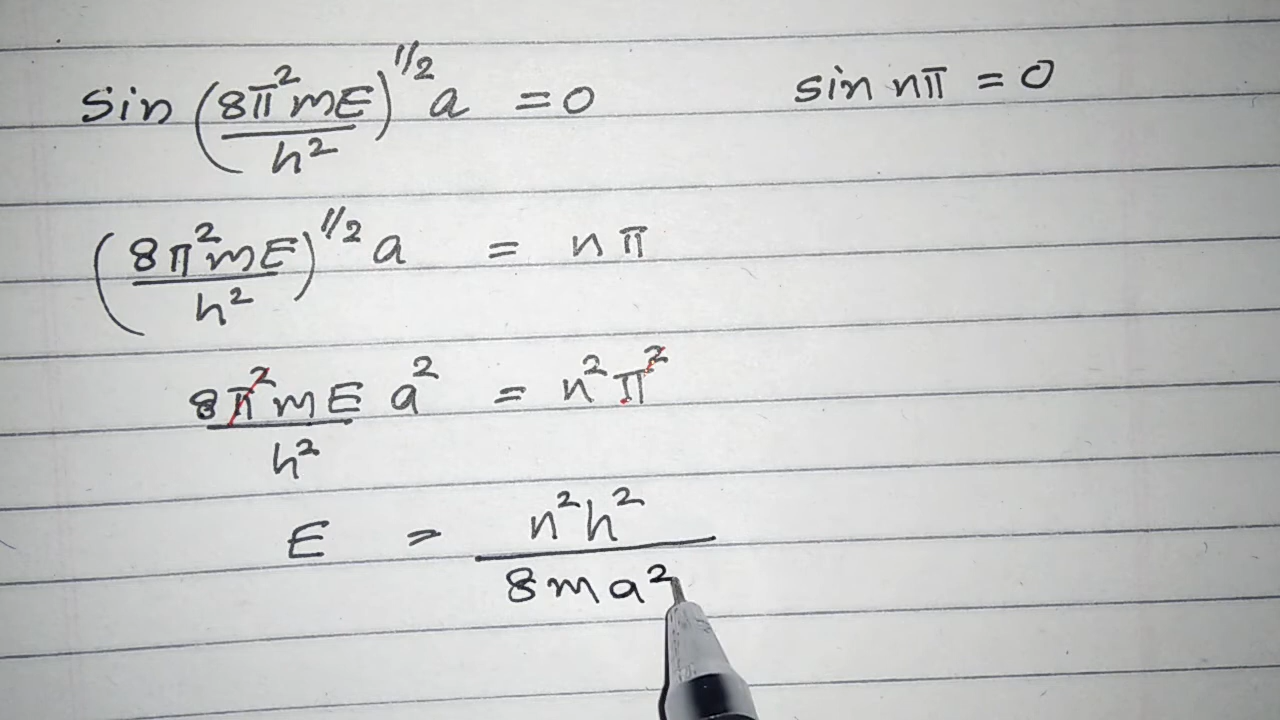 Sin (8π²mE/h²)^1/2 a = 0 sin nπ = 0
(8π²mE/h²)^1/2 a = nπ
8π²mE/h² a² = n²π²
E = n²h²/8ma²